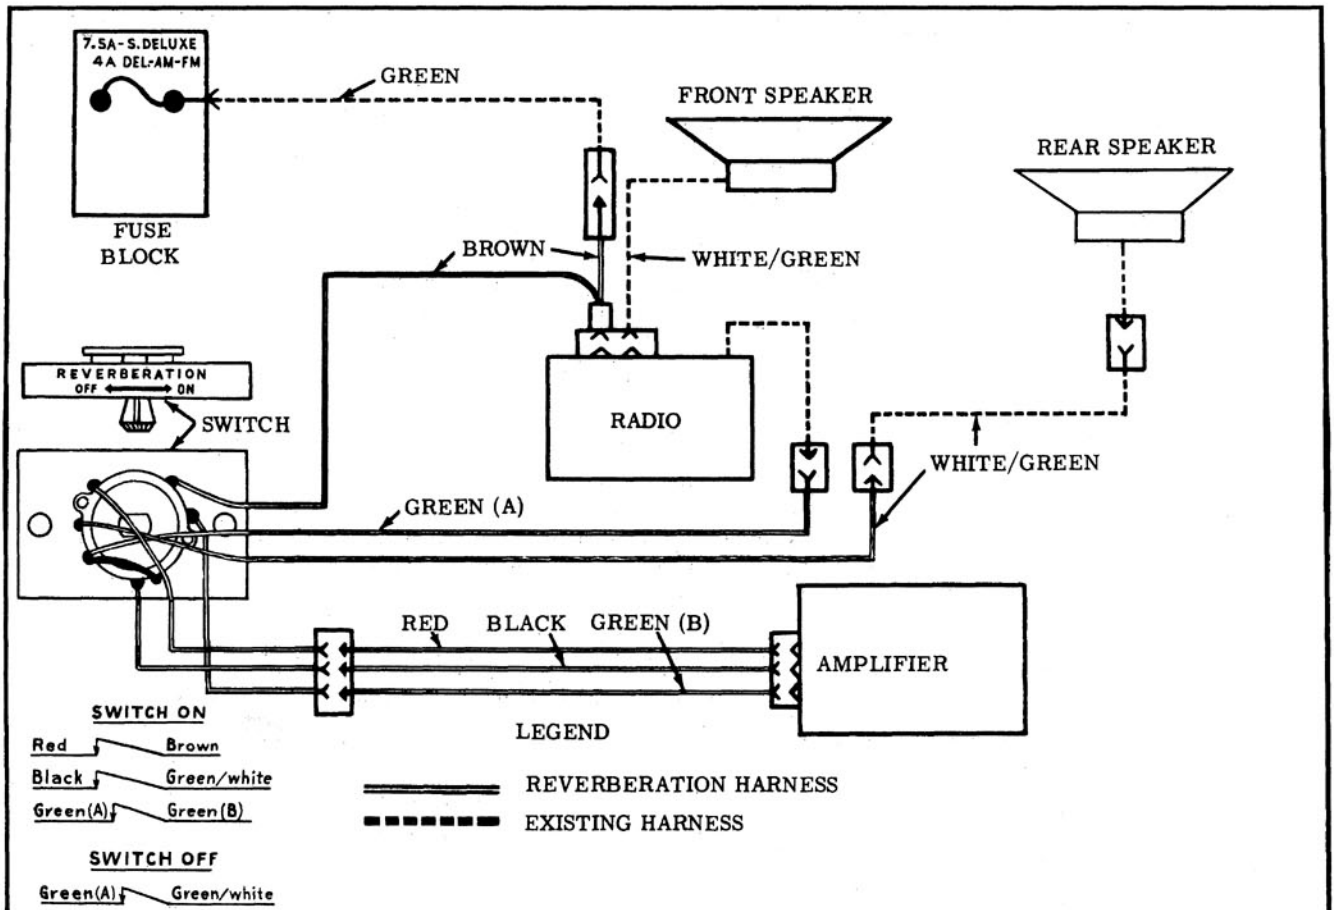 7.5A-S.DELUXE
4A DEL-AM-FM
GREEN
FRONT SPEAKER
REAR SPEAKER
FUSE
BLOCK
BROWN
WHITE/GREEN
REVERBERATION
OFF ON
SWITCH
RADIO
WHITE/GREEN
GREEN (A)
RED BLACK GREEN (B)
AMPLIFIER
SWITCH ON
Red Brown
Black Green/white
Green(A) Green(B)
SWITCH OFF
Green(A) Green/white
LEGEND
REVERBERATION HARNESS
EXISTING HARNESS